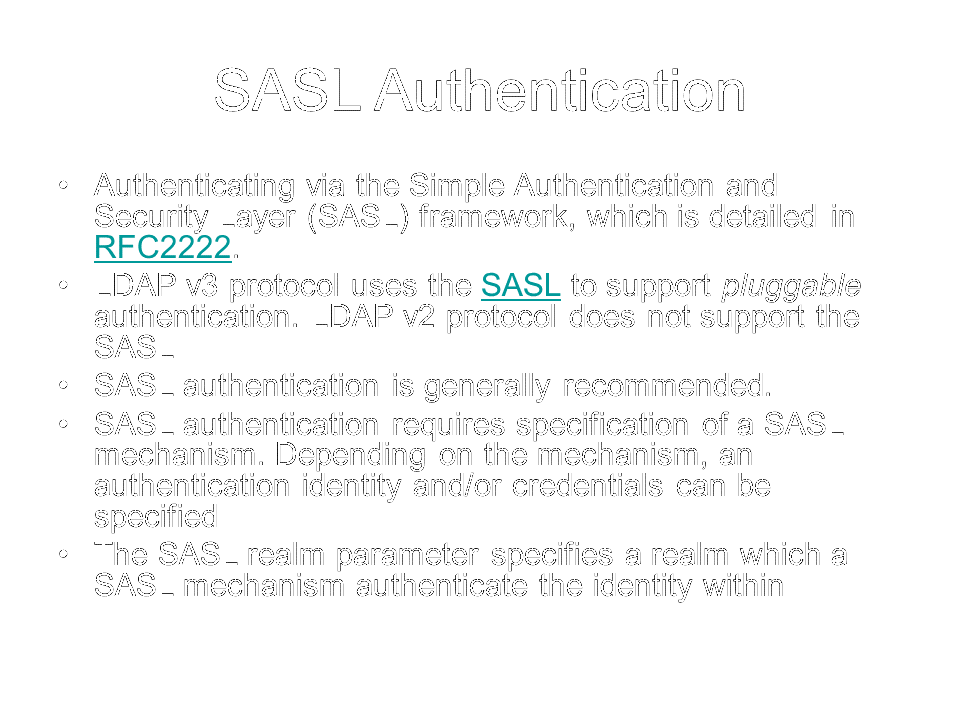 SASL Authentication
• Authenticating via the Simple Authentication and
Security Layer (SASL) framework, which is detailed in
RFC2222.
• LDAP v3 protocol uses the SASL to support pluggable
authentication. LDAP v2 protocol does not support the
SASL
• SASL authentication is generally recommended.
• SASL authentication requires specification of a SASL
mechanism. Depending on the mechanism, an
authentication identity and/or credentials can be
specified
• The SASL realm parameter specifies a realm which a
SASL mechanism authenticate the identity within